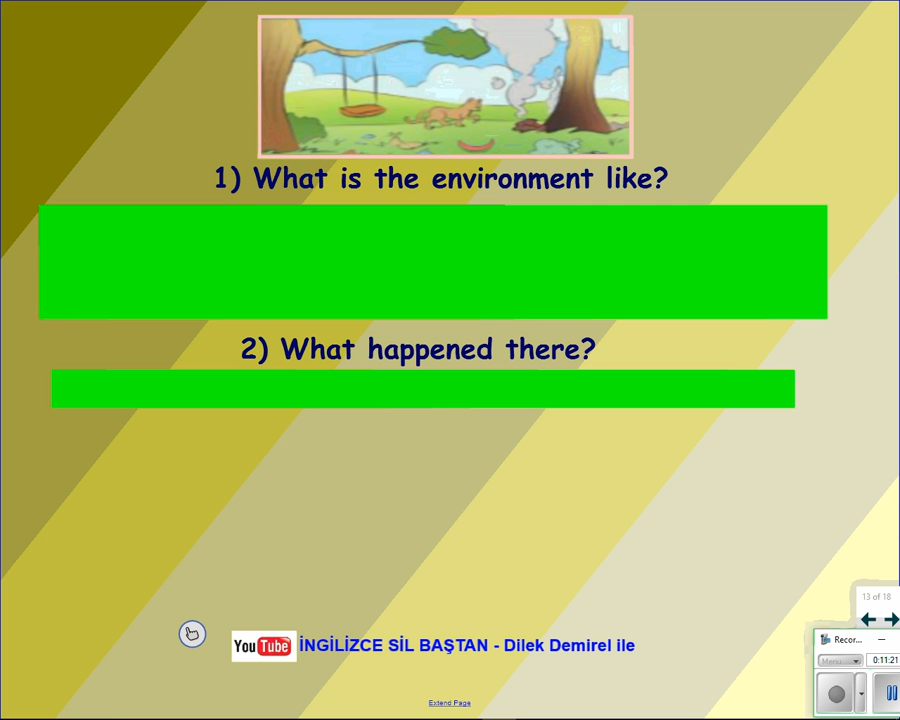 1) What is the environment like?
2) What happened there?
You Tube İNGİLİZCE SİL BAŞTAN - Dilek Demirel ile
Extend Page
13 of 18
Recor...
Menu
0:11:21